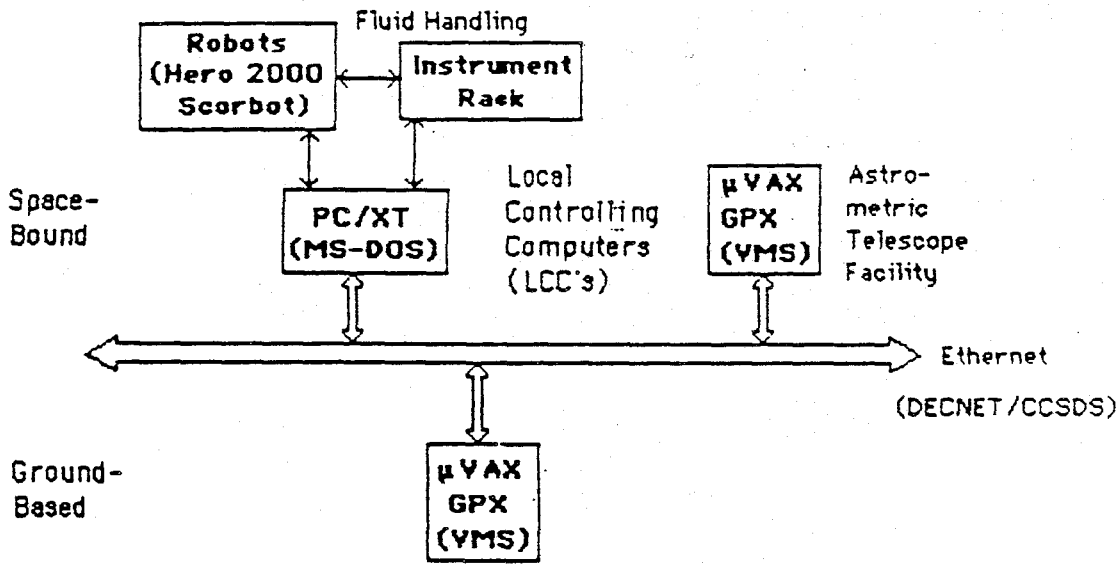 Fluid Handling
Robots
(Hero 2000
Scorbot)
Instrument
Rack
Space-
Bound
PC/XT
(MS-DOS)
Local
Controlling
Computers
(LCC's)
µVAX
GPX
(VMS)
Astro-
metric
Telescope
Facility
Ethernet
(DECNET/CCSDS)
Ground-
Based
µVAX
GPX
(VMS)